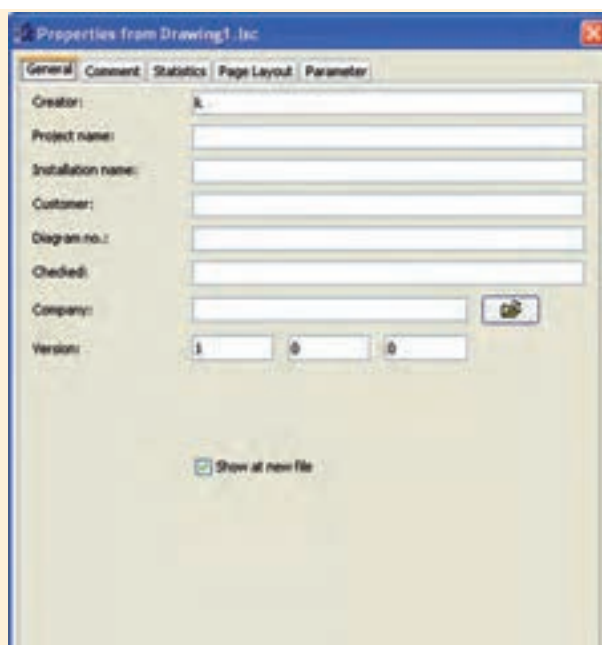 Properties from Drawing1.lsc
General Comment Statistics Page Layout Parameter
Creator:
Project name:
Installation name:
Customer:
Diagram no.:
Checked:
Company:
Version: 1 0 0
Show at new file